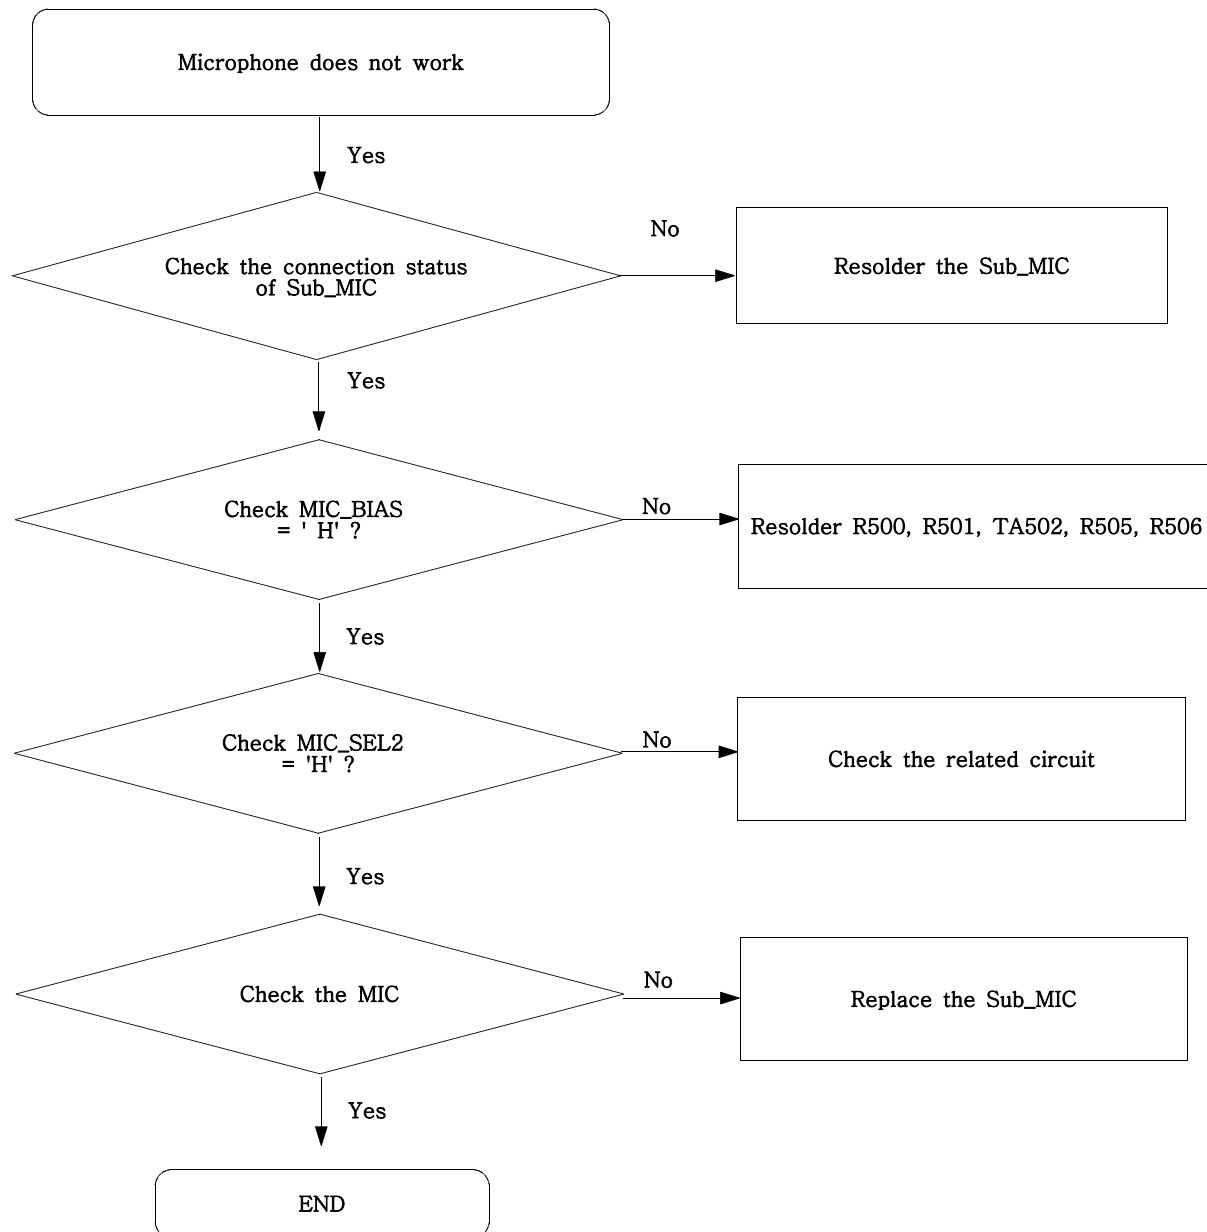 Microphone does not work
Yes
Check the connection status
of Sub_MIC
No
Resolder the Sub_MIC
Yes
Check MIC_BIAS
= ' H' ?
No
Resolder R500, R501, TA502, R505, R506
Yes
Check MIC_SEL2
= 'H' ?
No
Check the related circuit
Yes
Check the MIC
No
Replace the Sub_MIC
Yes
END